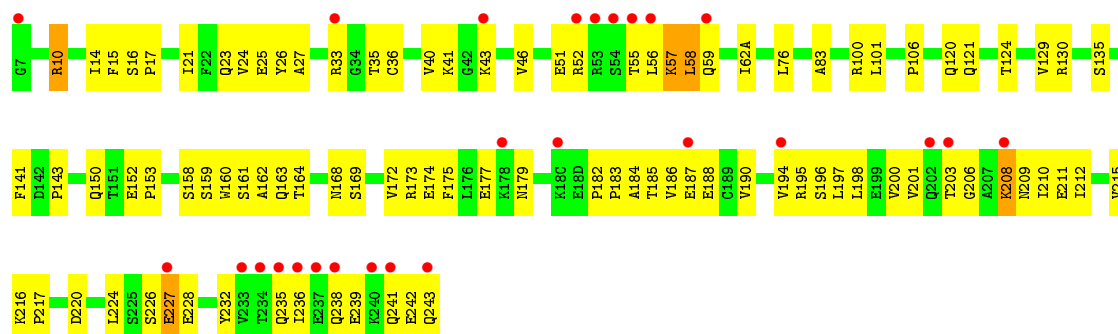 G7 R10 I14 F15 S16 P17 I21 F22 Q23 V24 E25 Y26 A27 R33 G34 T35 C36 V40 K41 G42 K43 V46 E51 R52 R53 S54 T55 L56 K57 L58 Q59 I62A L76 A83 R100 L101 P106 Q120 Q121 T124 V129 R130 S135
F141 D142 P143 Q150 T151 E152 P153 S158 S159 W160 S161 A162 Q163 T164 N168 S169 V172 R173 E174 F175 L176 E177 K178 N179 K18C E18D P182 P183 A184 T185 V186 E187 E188 C189 V190 V194 R195 S196 L197 L198 E199 V200 V201 Q202 T203 G206 A207 K208 N209 I210 E211 I212
K216 P217 D220 L224 S225 S226 E227 E228 Y232 V233 T234 Q235 I236 E237 Q238 E239 K240 Q241 E242 Q243